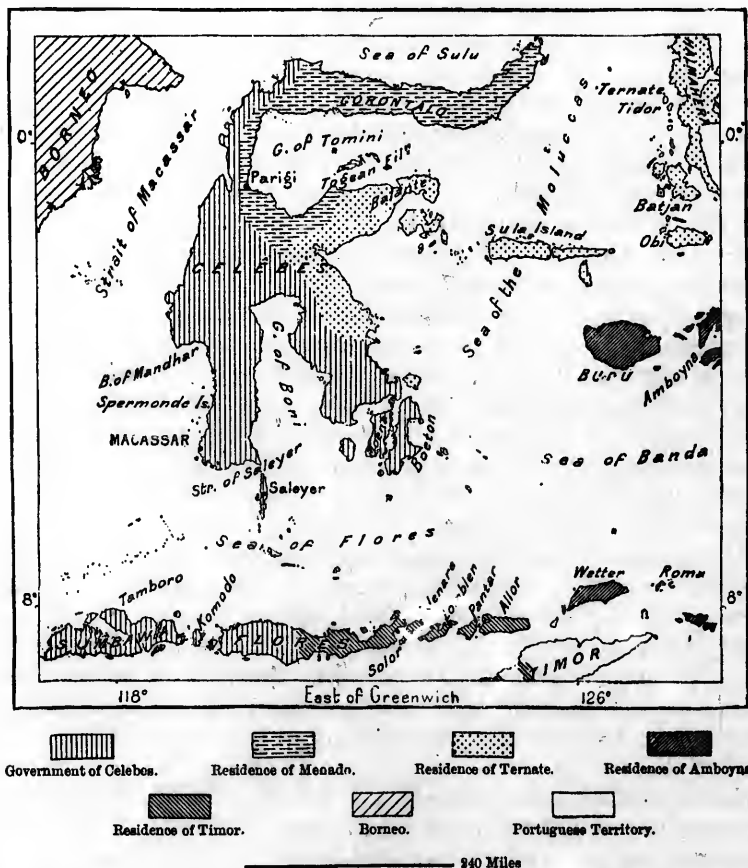 Sea of Sulu
BORNEO
GORONTALO
Ternate
Tidor
0°
0°
G. of Tomini
Togean
Parigi
Balante
Strait of Macassar
Sea of the Moluccas
Batjan
Sula Island
Obi
CELEBES
B. of Mandhar
G. of Boni
BURU
Amboyna
Spermonde Is.
MACASSAR
Boeton
Str. of Saleyer
Saleyer
Sea of Banda
Sea of Flores
Tamboro
Komodo
Pantar
Allor
Wetter
Roma
8°
8°
SUMBAWA
FLORES
Solor
TIMOR
118°
East of Greenwich
126°
Government of Celebes.
Residence of Menado.
Residence of Ternate.
Residence of Amboyna
Residence of Timor.
Borneo.
Portuguese Territory.
240 Miles